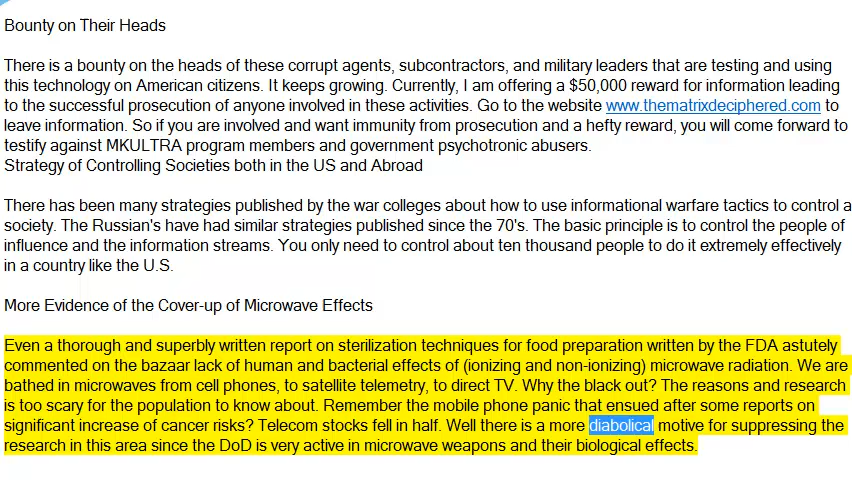 Bounty on Their Heads
There is a bounty on the heads of these corrupt agents, subcontractors, and military leaders that are testing and using
this technology on American citizens. It keeps growing. Currently, I am offering a $50,000 reward for information leading
to the successful prosecution of anyone involved in these activities. Go to the website www.thematrixdeciphered.com to
leave information. So if you are involved and want immunity from prosecution and a hefty reward, you will come forward to
testify against MKULTRA program members and government psychotronic abusers.
Strategy of Controlling Societies both in the US and Abroad
There has been many strategies published by the war colleges about how to use informational warfare tactics to control a
society. The Russian's have had similar strategies published since the 70's. The basic principle is to control the people of
influence and the information streams. You only need to control about ten thousand people to do it extremely effectively
in a country like the U.S.
More Evidence of the Cover-up of Microwave Effects
Even a thorough and superbly written report on sterilization techniques for food preparation written by the FDA astutely
commented on the bazaar lack of human and bacterial effects of (ionizing and non-ionizing) microwave radiation. We are
bathed in microwaves from cell phones, to satellite telemetry, to direct TV. Why the black out? The reasons and research
is too scary for the population to know about. Remember the mobile phone panic that ensued after some reports on
significant increase of cancer risks? Telecom stocks fell in half. Well there is a more diabolical motive for suppressing the
research in this area since the DoD is very active in microwave weapons and their biological effects.